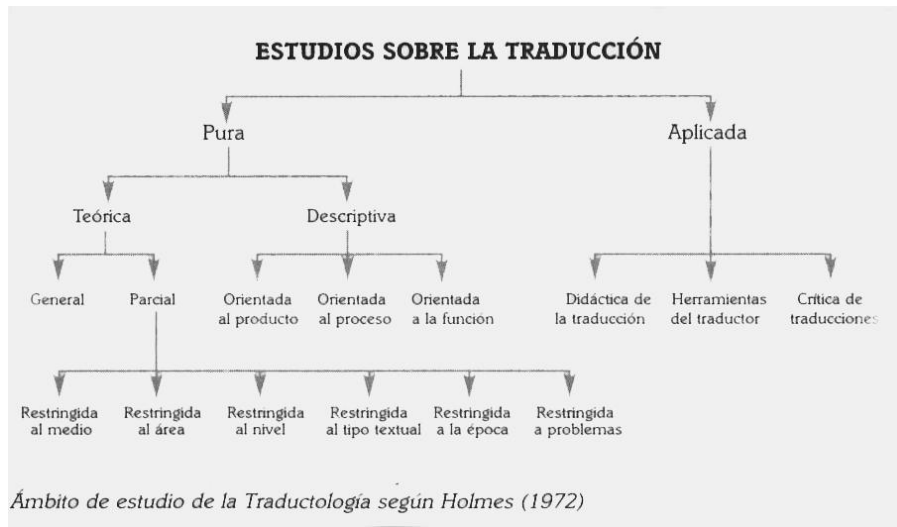 ESTUDIOS SOBRE LA TRADUCCIÓN
Pura
Aplicada
Teórica
Descriptiva
General
Parcial
Orientada
al producto
Orientada
al proceso
Orientada
a la función
Didáctica de
la traducción
Herramientas
del traductor
Crítica de
traducciones
Restringida
al medio
Restringida
al área
Restringida
al nivel
Restringida
al tipo textual
Restringida
a la época
Restringida
a problemas
Ámbito de estudio de la Traductología según Holmes (1972)